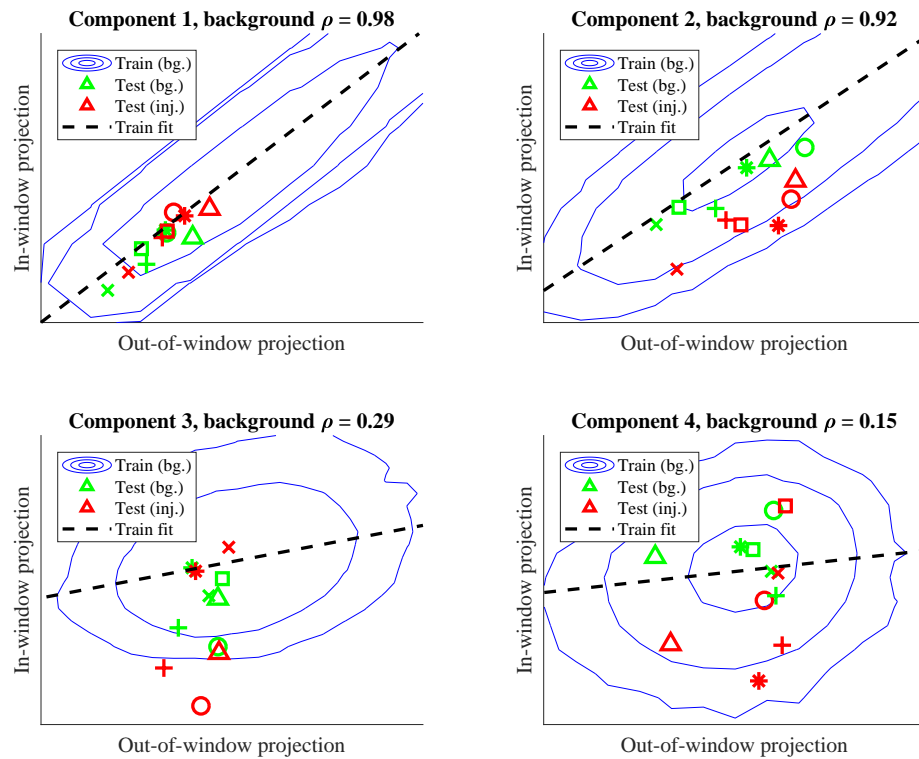 Component 1, background ρ = 0.98
In-window projection
Train (bg.)
Test (bg.)
Test (inj.)
Train fit
Out-of-window projection
Component 2, background ρ = 0.92
In-window projection
Train (bg.)
Test (bg.)
Test (inj.)
Train fit
Out-of-window projection
Component 3, background ρ = 0.29
In-window projection
Train (bg.)
Test (bg.)
Test (inj.)
Train fit
Out-of-window projection
Component 4, background ρ = 0.15
In-window projection
Train (bg.)
Test (bg.)
Test (inj.)
Train fit
Out-of-window projection